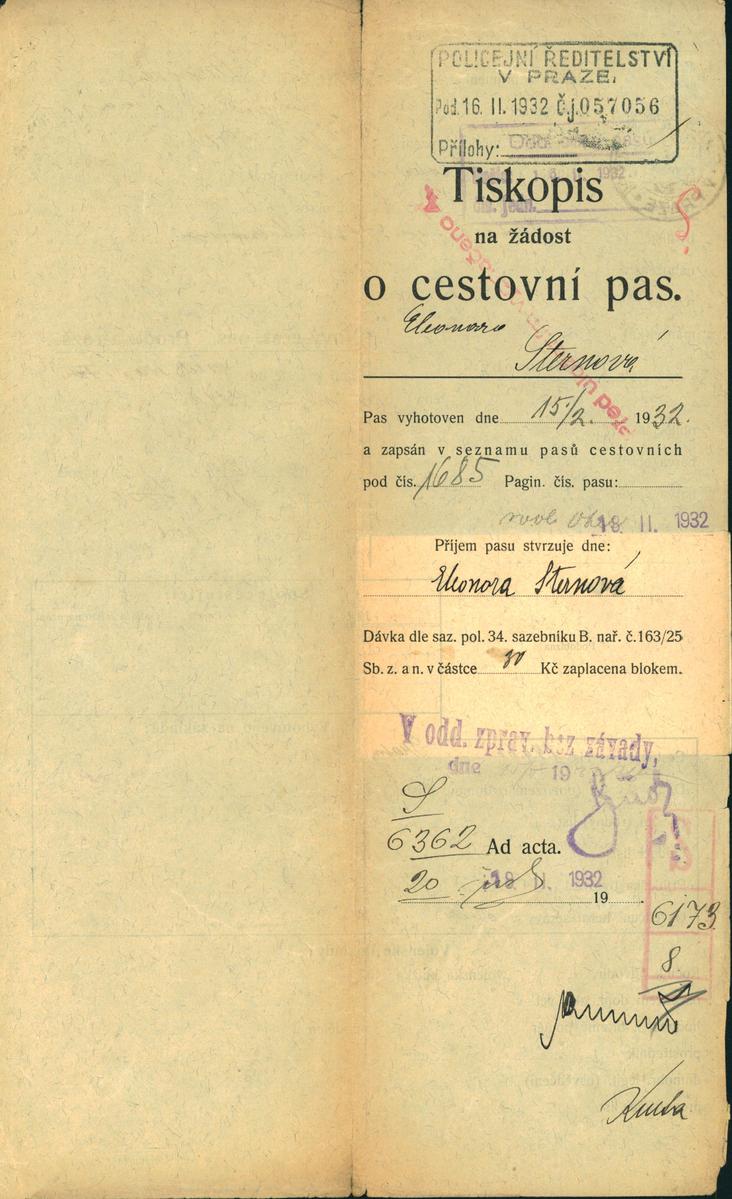 POLICEJNÍ ŘEDITELSTVÍ
V PRAZE.
Pod. 16. II. 1932 č.j. 057056
Přílohy:
1932
Tiskopis
na žádost
o cestovní pas.
Eleonora
Sternová
Pas vyhotoven dne 15/2. 1932.
a zapsán v seznamu pasů cestovních
pod čís. 1685 Pagin. čís. pasu:
18. II. 1932
Příjem pasu stvrzuje dne:
Eleonora Sternová
Dávka dle saz. pol. 34. sazebníku B. nař. č. 163/25
Sb. z. a n. v částce 30 Kč zaplacena blokem.
V odd. zprav. bez závady,
dne 19
S
6362 Ad acta.
20 18 II. 1932
19
6173
8.